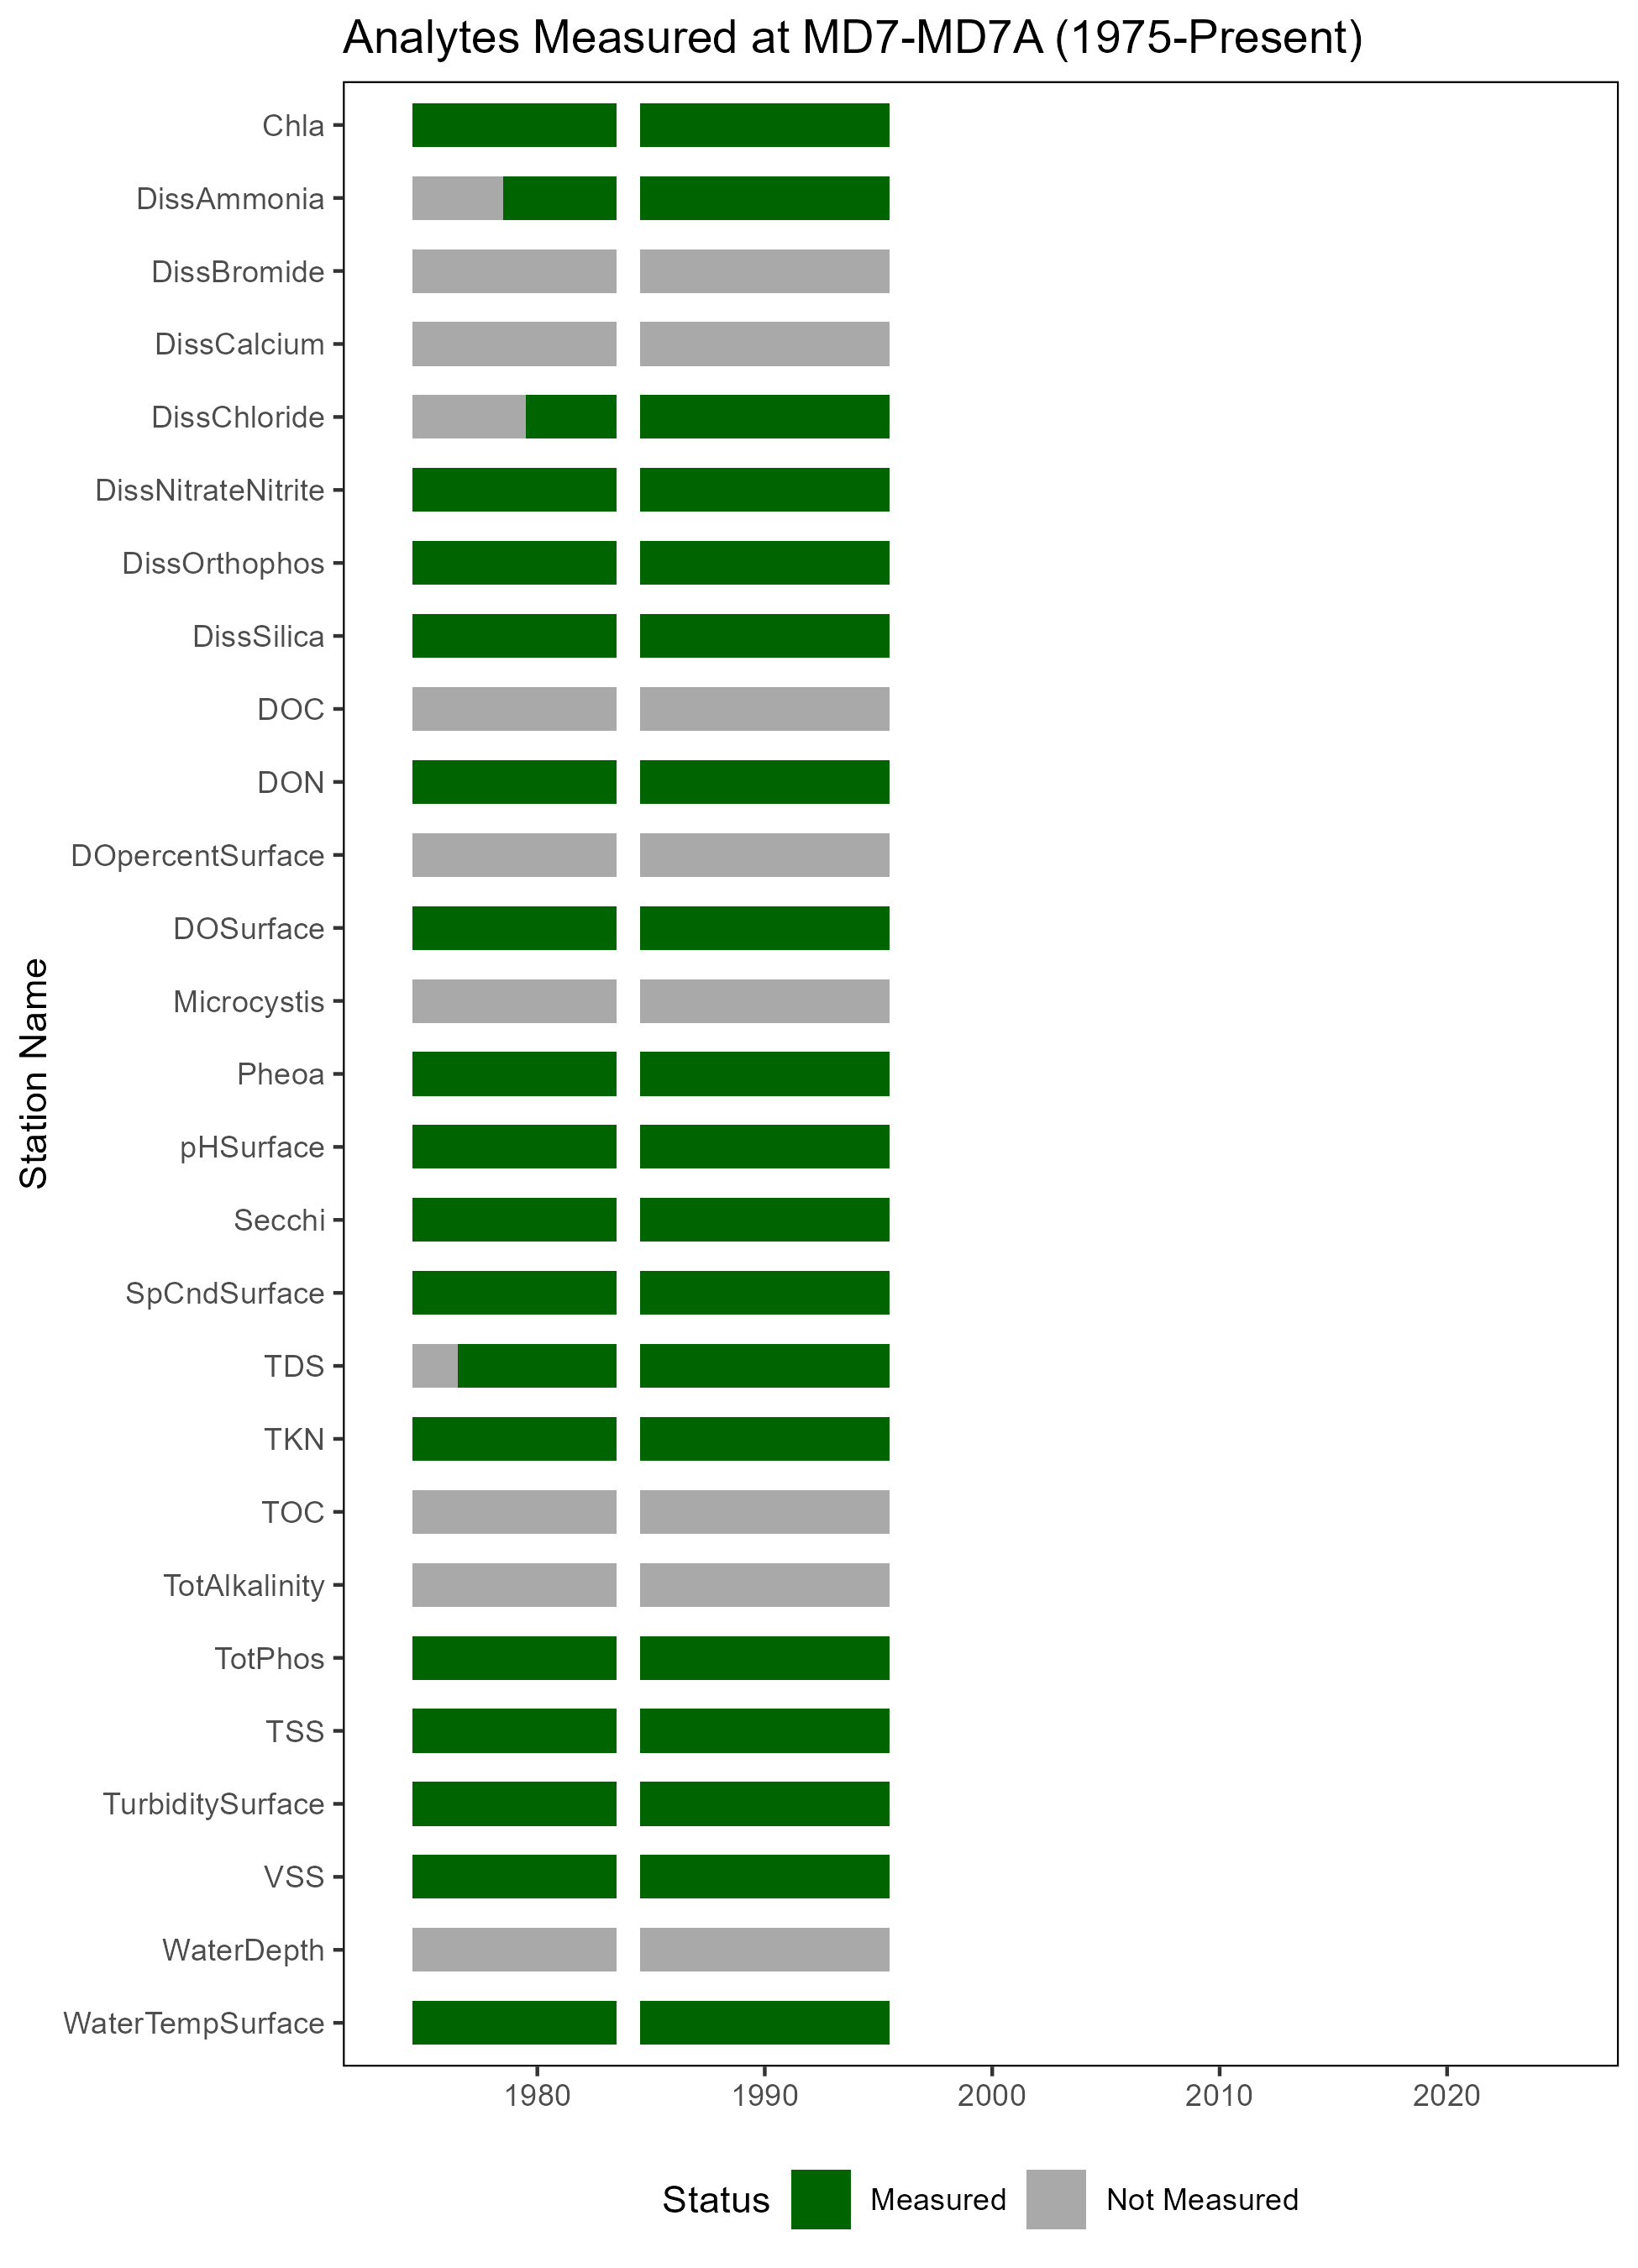 Analytes Measured at MD7-MD7A (1975-Present)
Station Name
Chla
DissAmmonia
DissBromide
DissCalcium
DissChloride
DissNitrateNitrite
DissOrthophos
DissSilica
DOC
DON
DOpercentSurface
DOSurface
Microcystis
Pheoa
pHSurface
Secchi
SpCndSurface
TDS
TKN
TOC
TotAlkalinity
TotPhos
TSS
TurbiditySurface
VSS
WaterDepth
WaterTempSurface
1980 1990 2000 2010 2020
Status Measured Not Measured